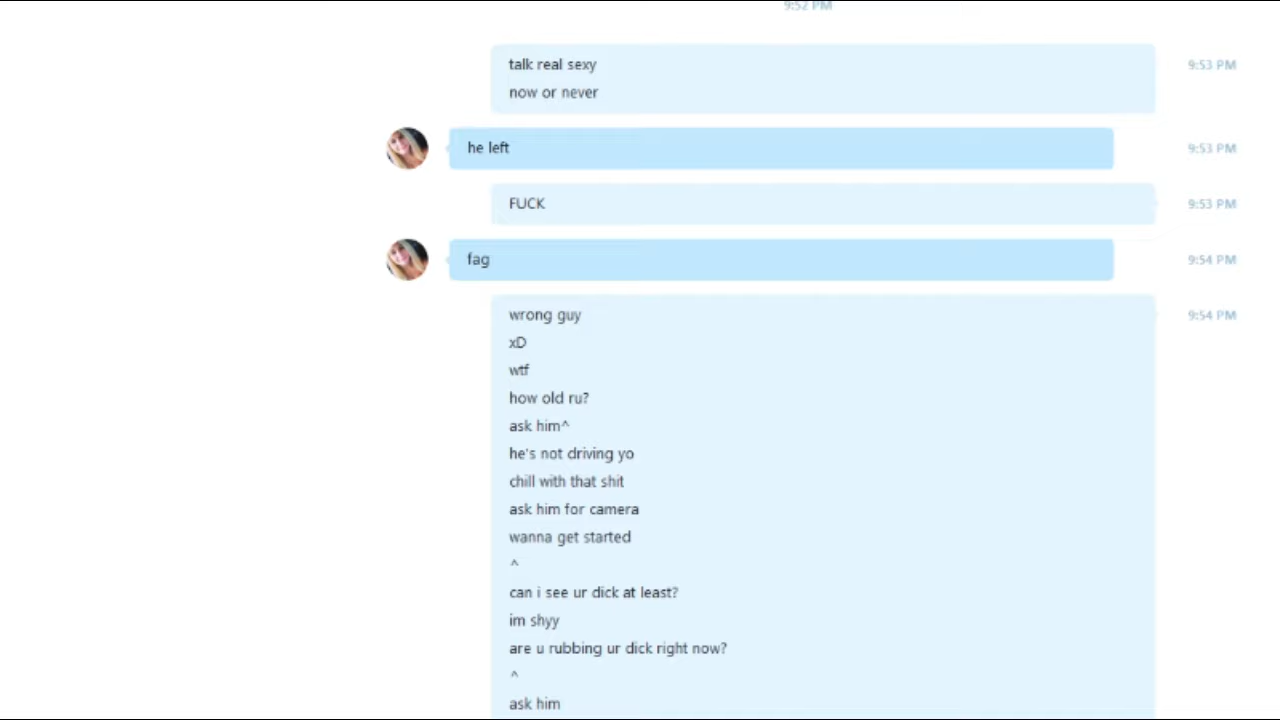 9:52 PM
talk real sexy
9:53 PM
now or never
he left
9:53 PM
FUCK
9:53 PM
fag
9:54 PM
wrong guy
9:54 PM
xD
wtf
how old ru?
ask him^
he's not driving yo
chill with that shit
ask him for camera
wanna get started
^
can i see ur dick at least?
im shyy
are u rubbing ur dick right now?
^
ask him